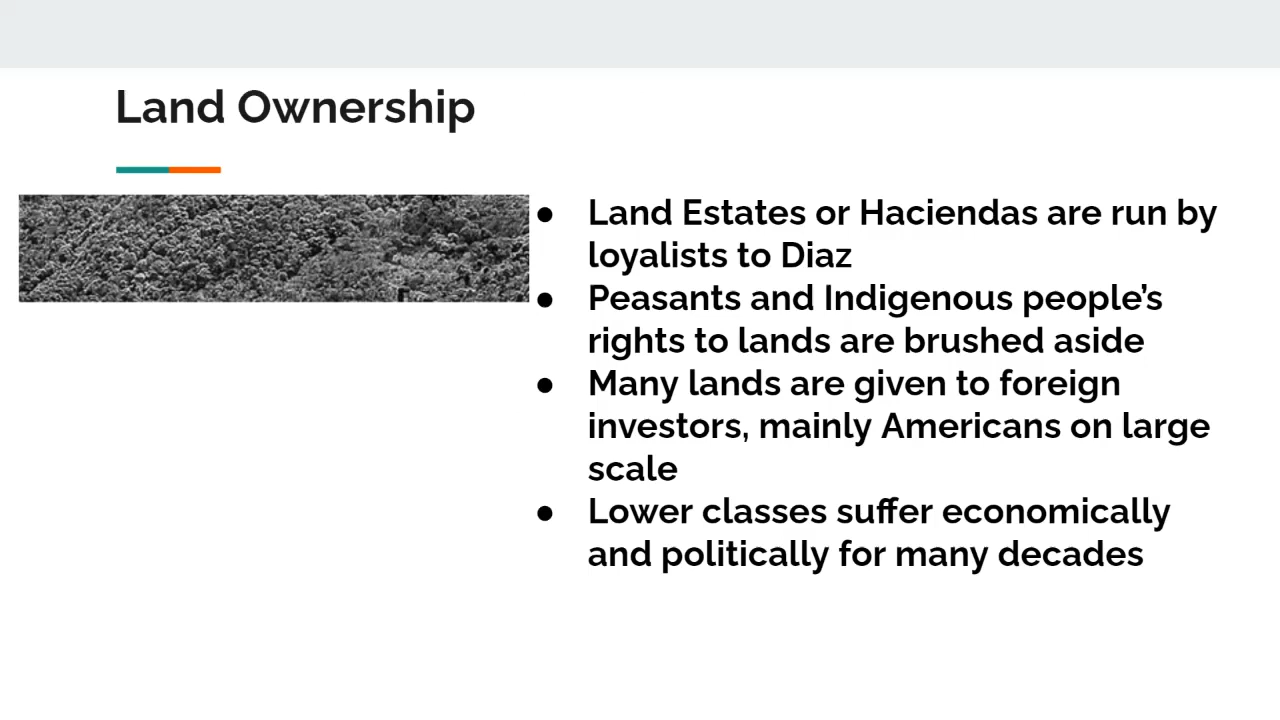 Land Ownership
● Land Estates or Haciendas are run by
loyalists to Diaz
● Peasants and Indigenous people’s
rights to lands are brushed aside
● Many lands are given to foreign
investors, mainly Americans on large
scale
● Lower classes suffer economically
and politically for many decades